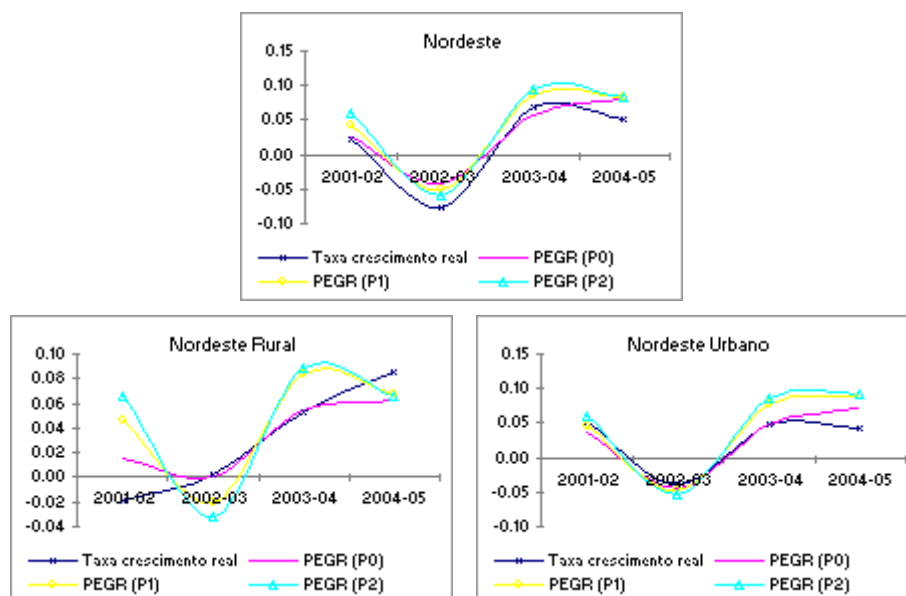 Nordeste
0.15
0.10
0.05
0.00
-0.05
-0.10
2001-02 2002-03 2003-04 2004-05
Taxa crescimento real PEGR (P0)
PEGR (P1) PEGR (P2)
Nordeste Rural
0.10
0.08
0.06
0.04
0.02
0.00
-0.02
-0.04
2001-02 2002-03 2003-04 2004-05
Taxa crescimento real PEGR (P0)
PEGR (P1) PEGR (P2)
Nordeste Urbano
0.15
0.10
0.05
0.00
-0.05
-0.10
2001-02 2002-03 2003-04 2004-05
Taxa crescimento real PEGR (P0)
PEGR (P1) PEGR (P2)